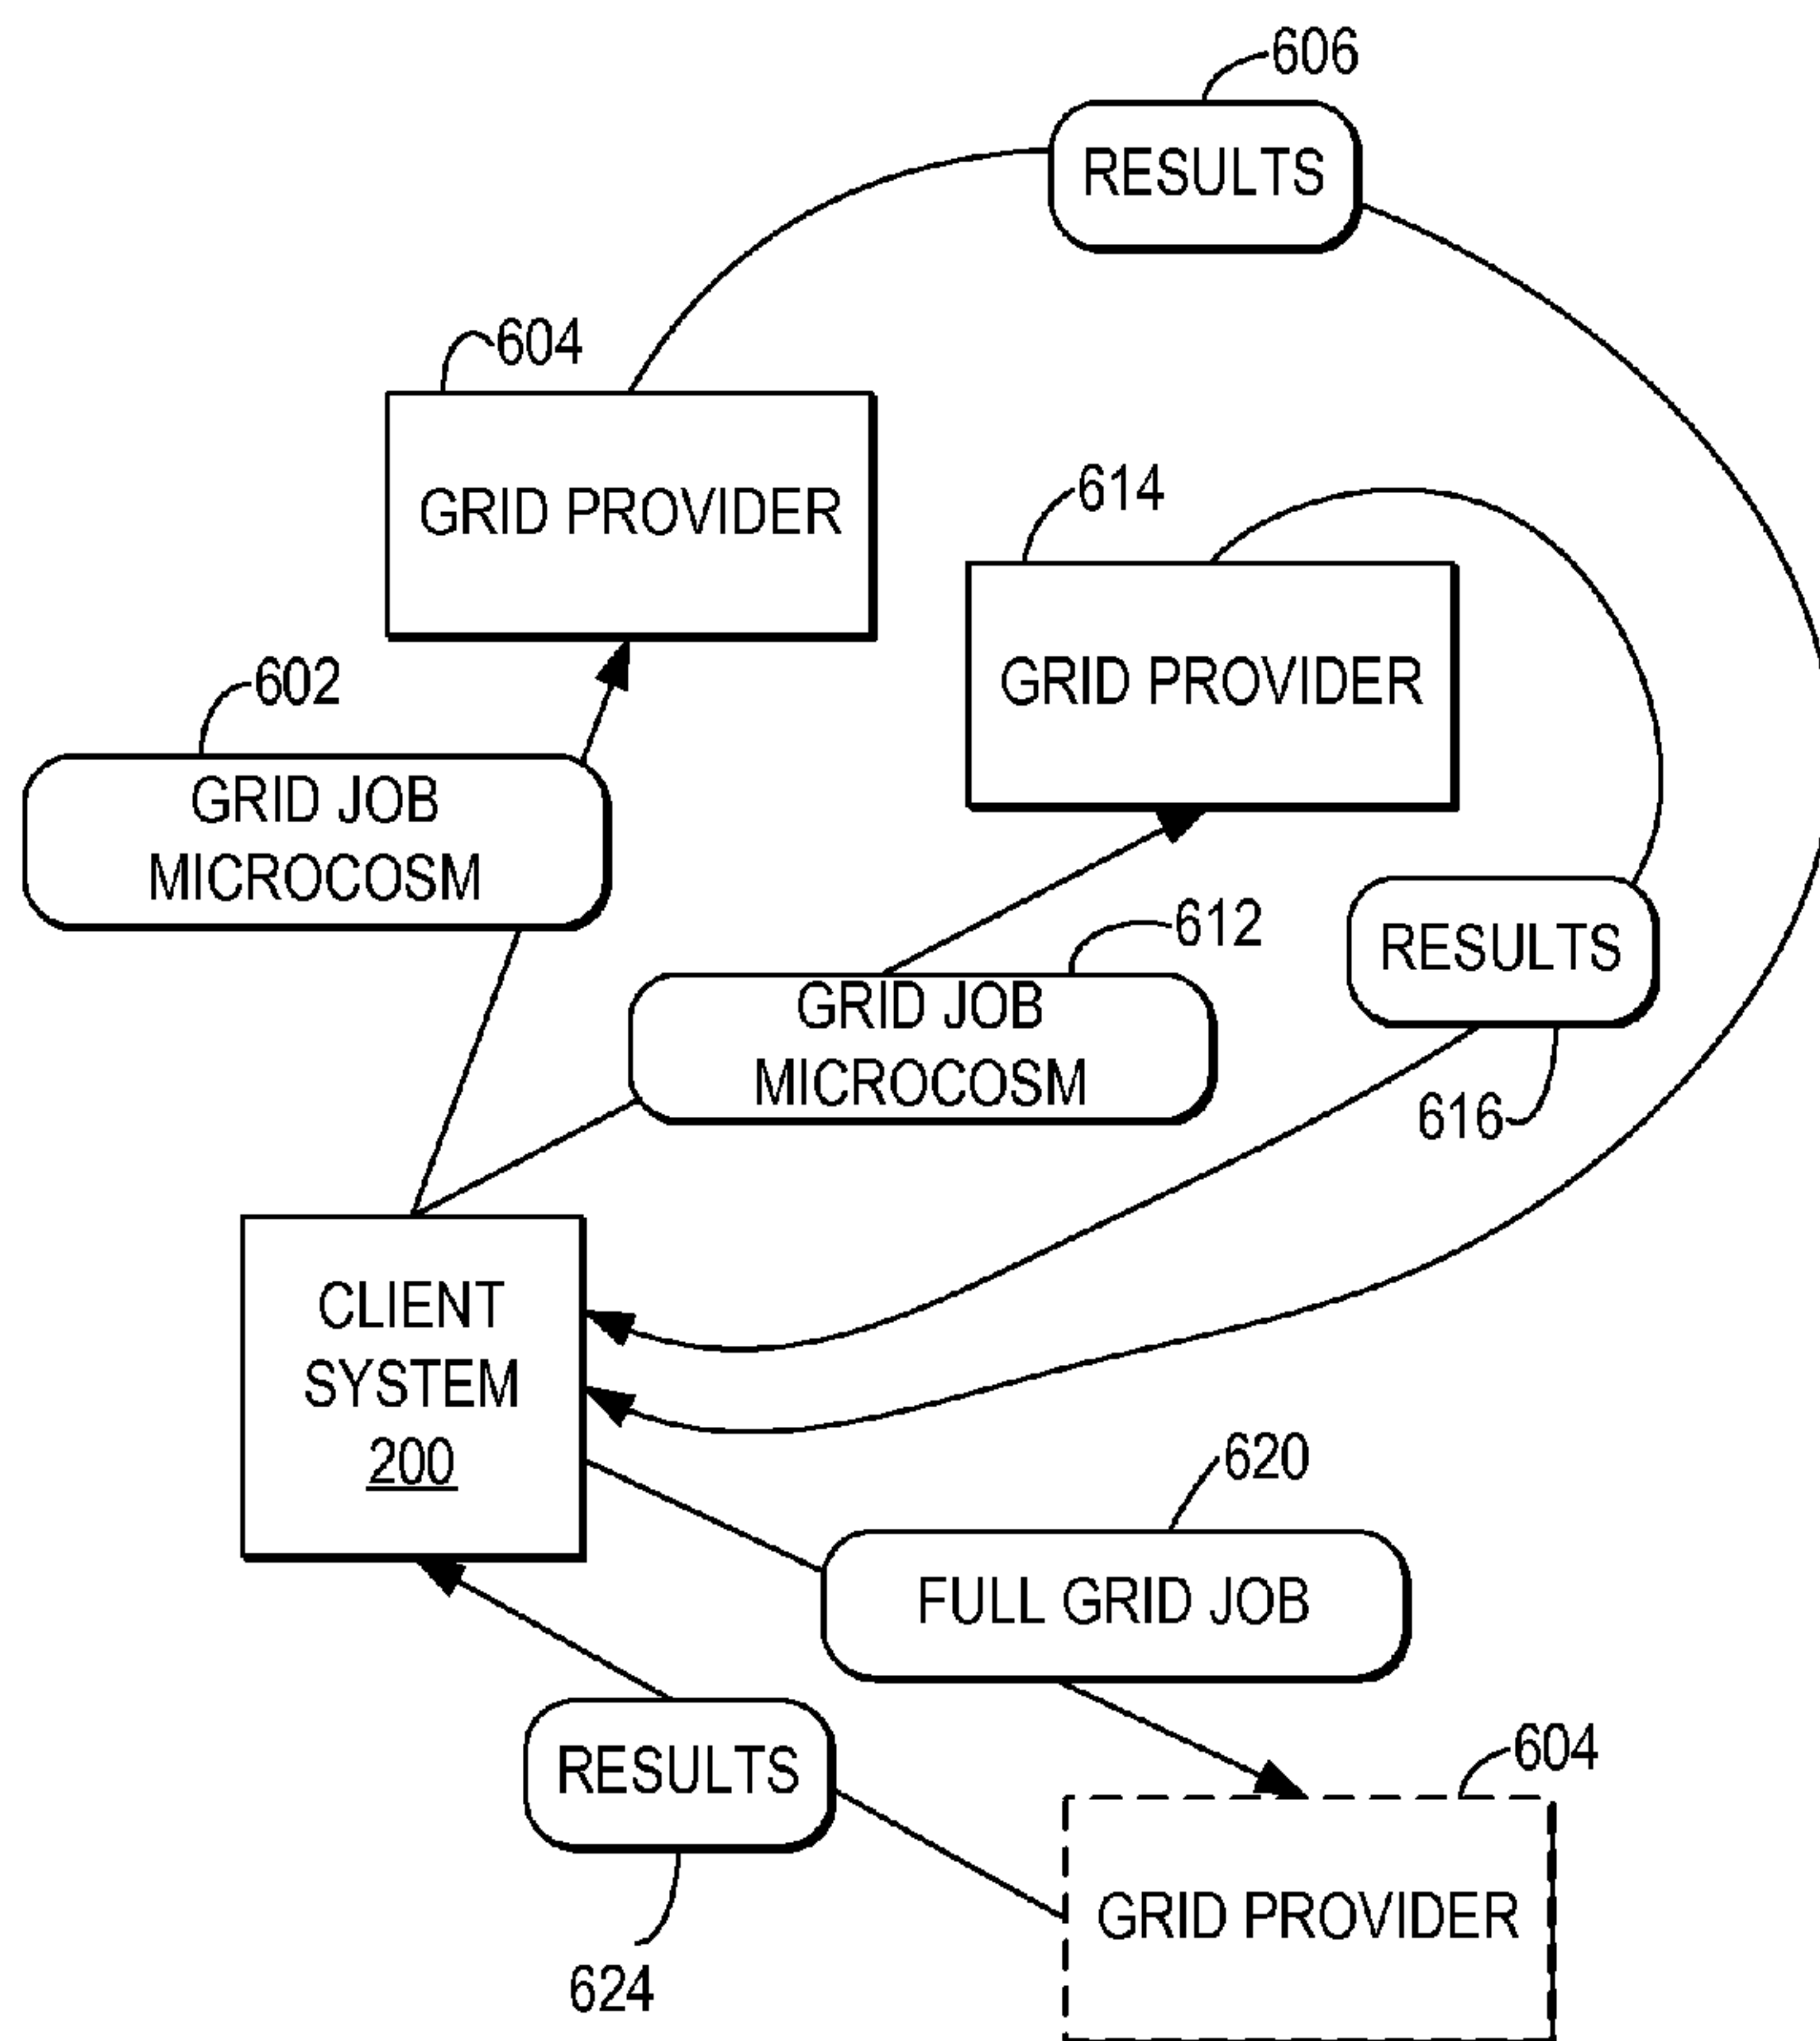 606
RESULTS
604
GRID PROVIDER
614
GRID PROVIDER
602
GRID JOB
MICROCOSM
612
GRID JOB
MICROCOSM
RESULTS
616
CLIENT
SYSTEM
200
620
FULL GRID JOB
RESULTS
624
604
GRID PROVIDER